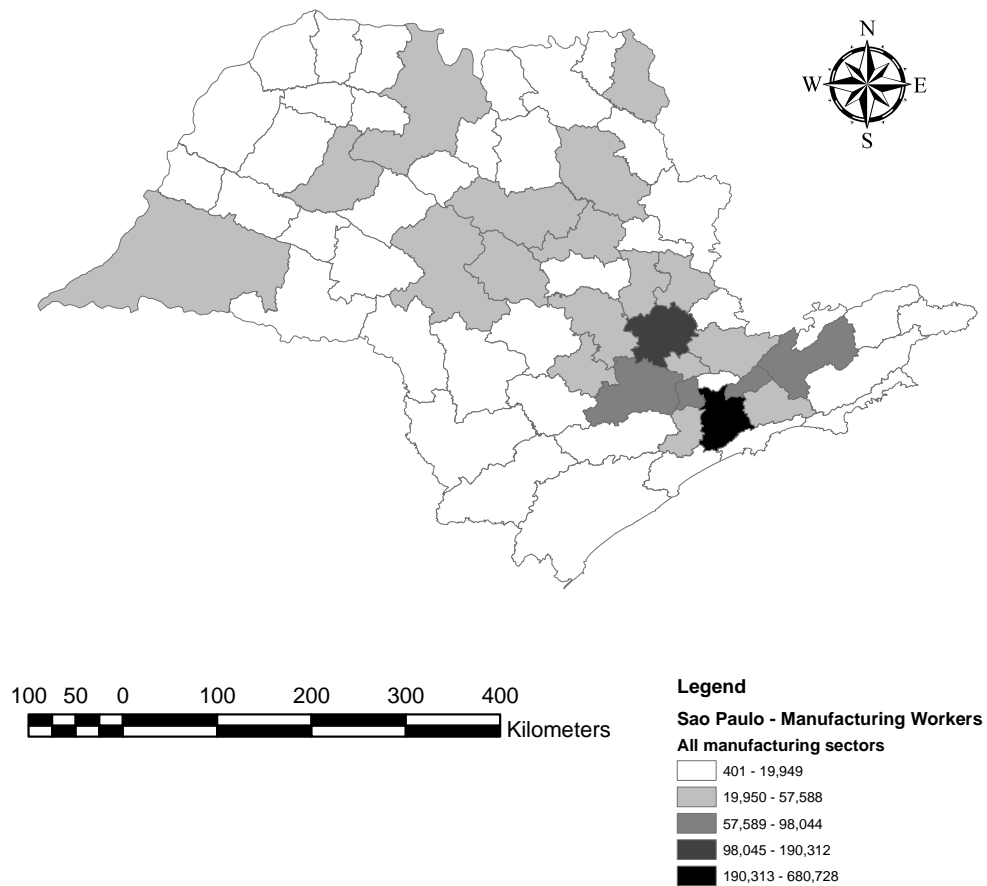 N
W E
S
100 50 0 100 200 300 400
Kilometers
Legend
Sao Paulo - Manufacturing Workers
All manufacturing sectors
401 - 19,949
19,950 - 57,588
57,589 - 98,044
98,045 - 190,312
190,313 - 680,728